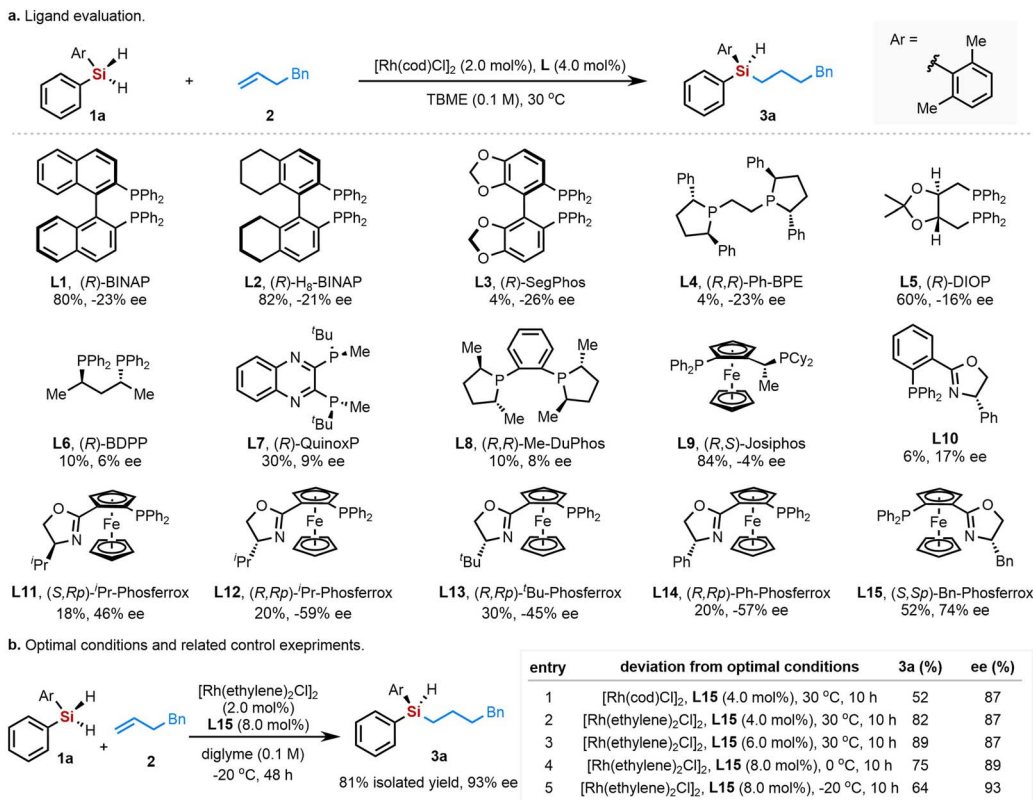 a. Ligand evaluation.
Ar
H
Si
H
1a
+
Bn
2
[Rh(cod)Cl]2 (2.0 mol%), L (4.0 mol%)
TBME (0.1 M), 30 oC
Ar
H
Si
Bn
3a
Ar =
Me
Me
PPh2
PPh2
L1, (R)-BINAP
80%, -23% ee
PPh2
PPh2
L2, (R)-H8-BINAP
82%, -21% ee
O
O
PPh2
PPh2
O
O
L3, (R)-SegPhos
4%, -26% ee
Ph
Ph
P
P
Ph
Ph
L4, (R,R)-Ph-BPE
4%, -23% ee
H
O
PPh2
O
PPh2
H
L5, (R)-DIOP
60%, -16% ee
PPh2 PPh2
Me
Me
L6, (R)-BDPP
10%, 6% ee
tBu
N
P
Me
N
P
Me
tBu
L7, (R)-QuinoxP
30%, 9% ee
Me
Me
P
P
Me
Me
L8, (R,R)-Me-DuPhos
10%, 8% ee
Ph2P
PCy2
Fe
Me
L9, (R,S)-Josiphos
84%, -4% ee
O
N
PPh2
Ph
L10
6%, 17% ee
O
N
Fe
PPh2
iPr
L11, (S,Rp)-iPr-Phosferrox
18%, 46% ee
O
N
Fe
PPh2
iPr
L12, (R,Rp)-iPr-Phosferrox
20%, -59% ee
O
N
Fe
PPh2
tBu
L13, (R,Rp)-tBu-Phosferrox
30%, -45% ee
O
N
Fe
PPh2
Ph
L14, (R,Rp)-Ph-Phosferrox
20%, -57% ee
Ph2P
Fe
O
N
Bn
L15, (S,Sp)-Bn-Phosferrox
52%, 74% ee
b. Optimal conditions and related control exepriments.
Ar
H
Si
H
1a
+
Bn
2
[Rh(ethylene)2Cl]2
(2.0 mol%)
L15 (8.0 mol%)
diglyme (0.1 M)
-20 oC, 48 h
Ar
H
Si
Bn
3a
81% isolated yield, 93% ee
entry deviation from optimal conditions 3a (%) ee (%)
1 [Rh(cod)Cl]2, L15 (4.0 mol%), 30 oC, 10 h 52 87
2 [Rh(ethylene)2Cl]2, L15 (4.0 mol%), 30 oC, 10 h 82 87
3 [Rh(ethylene)2Cl]2, L15 (6.0 mol%), 30 oC, 10 h 89 87
4 [Rh(ethylene)2Cl]2, L15 (8.0 mol%), 0 oC, 10 h 75 89
5 [Rh(ethylene)2Cl]2, L15 (8.0 mol%), -20 oC, 10 h 64 93